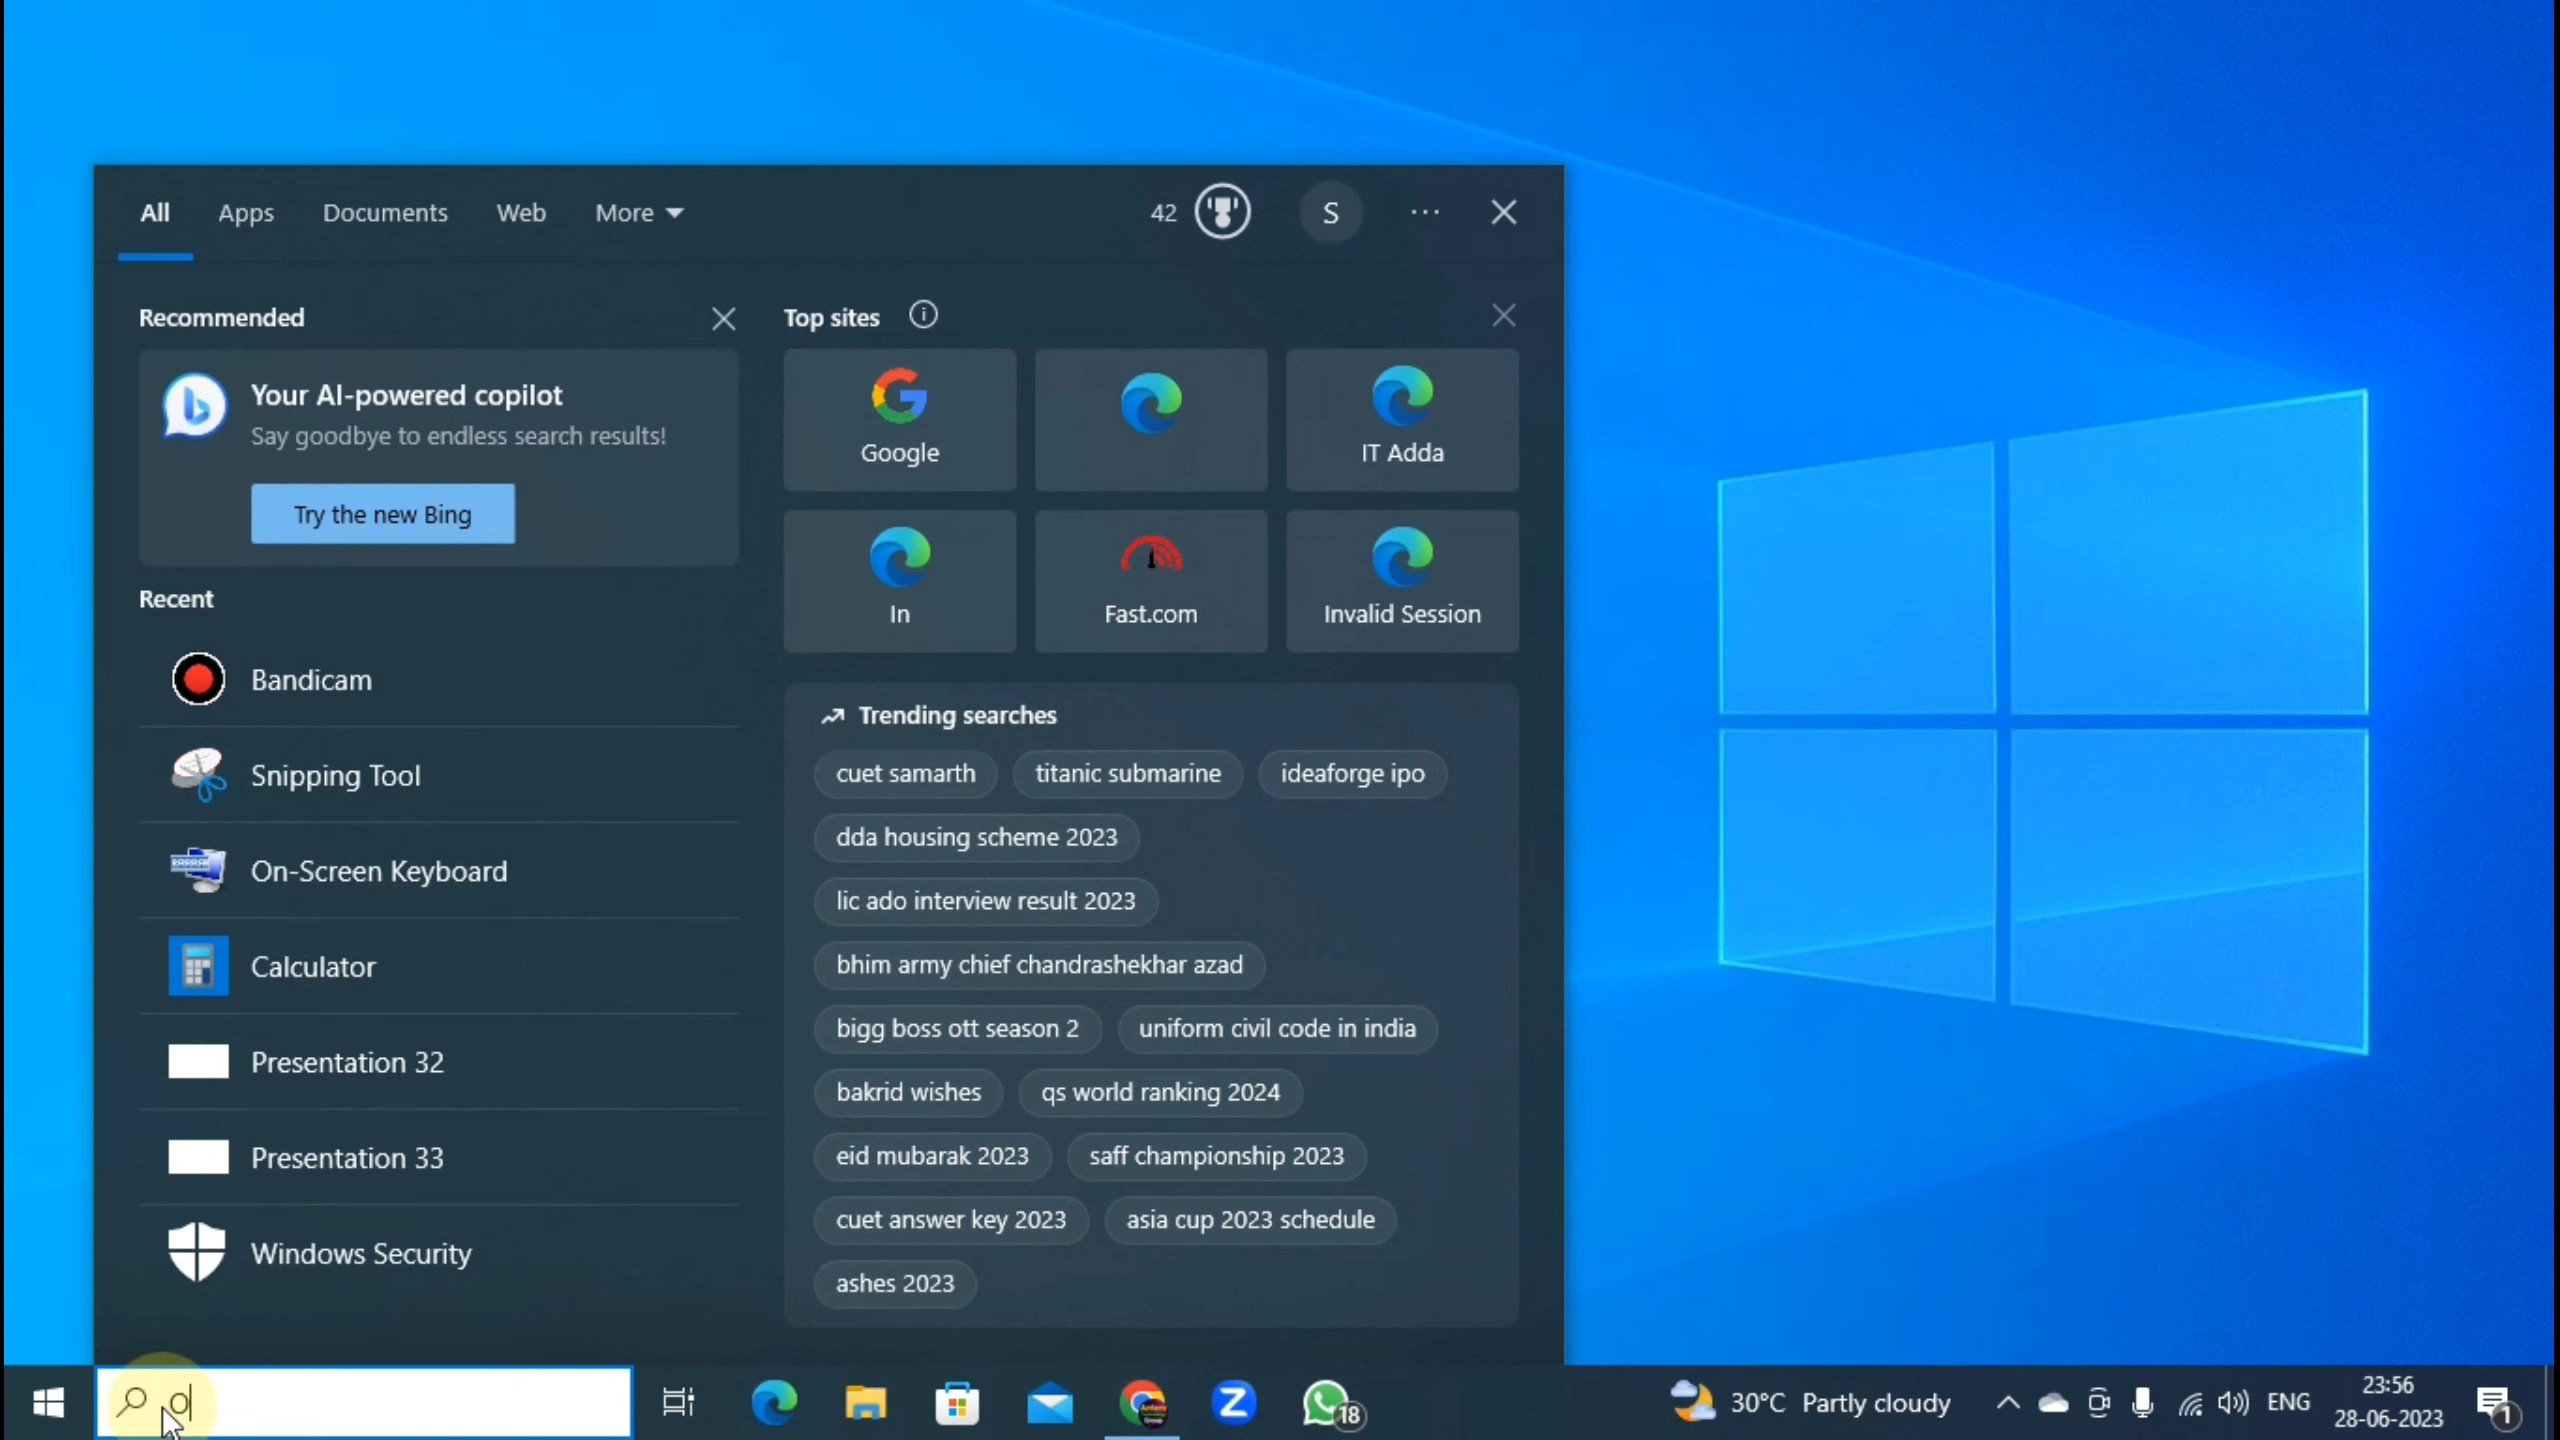 All Apps Documents Web More 42 S
Recommended
Your AI-powered copilot
Say goodbye to endless search results!
Try the new Bing
Recent
Bandicam
Snipping Tool
On-Screen Keyboard
Calculator
Presentation 32
Presentation 33
Windows Security
Top sites
Google
IT Adda
In
Fast.com
Invalid Session
Trending searches
cuet samarth titanic submarine ideaforge ipo
dda housing scheme 2023
lic ado interview result 2023
bhim army chief chandrashekhar azad
bigg boss ott season 2 uniform civil code in india
bakrid wishes qs world ranking 2024
eid mubarak 2023 saff championship 2023
cuet answer key 2023 asia cup 2023 schedule
ashes 2023
o
18
30°C Partly cloudy
ENG
23:56
28-06-2023
1